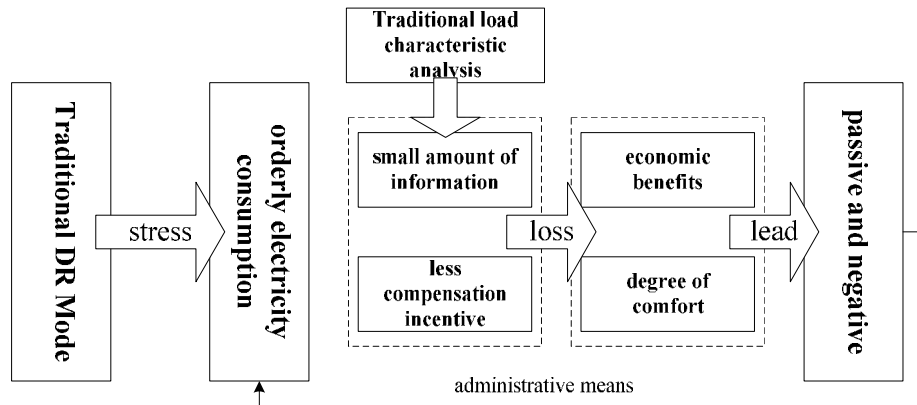 Traditional load
characteristic
analysis
Traditional DR Mode
stress
orderly electricity
consumption
small amount of
information
less
compensation
incentive
loss
economic
benefits
degree of
comfort
lead
passive and negative
administrative means